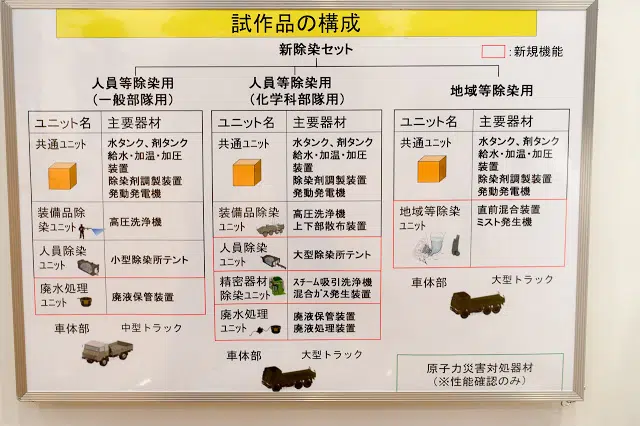 試作品の構成
新除染セット
:新規機能
人員等除染用
(一般部隊用)
ユニット名 主要器材
共通ユニット
水タンク、剤タンク
給水・加温・加圧
装置
除染剤調製装置
発動発電機
装備品除
染ユニット
高圧洗浄機
人員除染
ユニット
小型除染所テント
廃水処理
ユニット
廃液保管装置
車体部 中型トラック
人員等除染用
(化学科部隊用)
ユニット名 主要器材
共通ユニット
水タンク、剤タンク
給水・加温・加圧
装置
除染剤調製装置
発動発電機
装備品除
染ユニット
高圧洗浄機
上下部散布装置
人員除染
ユニット
大型除染所テント
精密器材
除染ユニット
スチーム吸引洗浄機
混合ガス発生装置
廃水処理
ユニット
廃液保管装置
廃液処理装置
車体部 大型トラック
地域等除染用
ユニット名 主要器材
共通ユニット
水タンク、剤タンク
給水・加温・加圧
装置
除染剤調製装置
発動発電機
地域等除染
ユニット
直前混合装置
ミスト発生機
車体部 大型トラック
原子力災害対処器材
(※性能確認のみ)